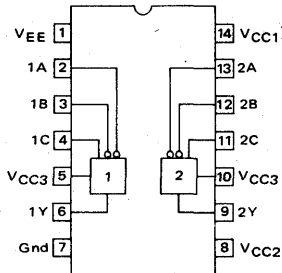 VEE 1 14 VCC1
1A 2 13 2A
1B 3 12 2B
1C 4 11 2C
VCC3 5 1 2 10 VCC3
1Y 6 9 2Y
Gnd 7 8 VCC2